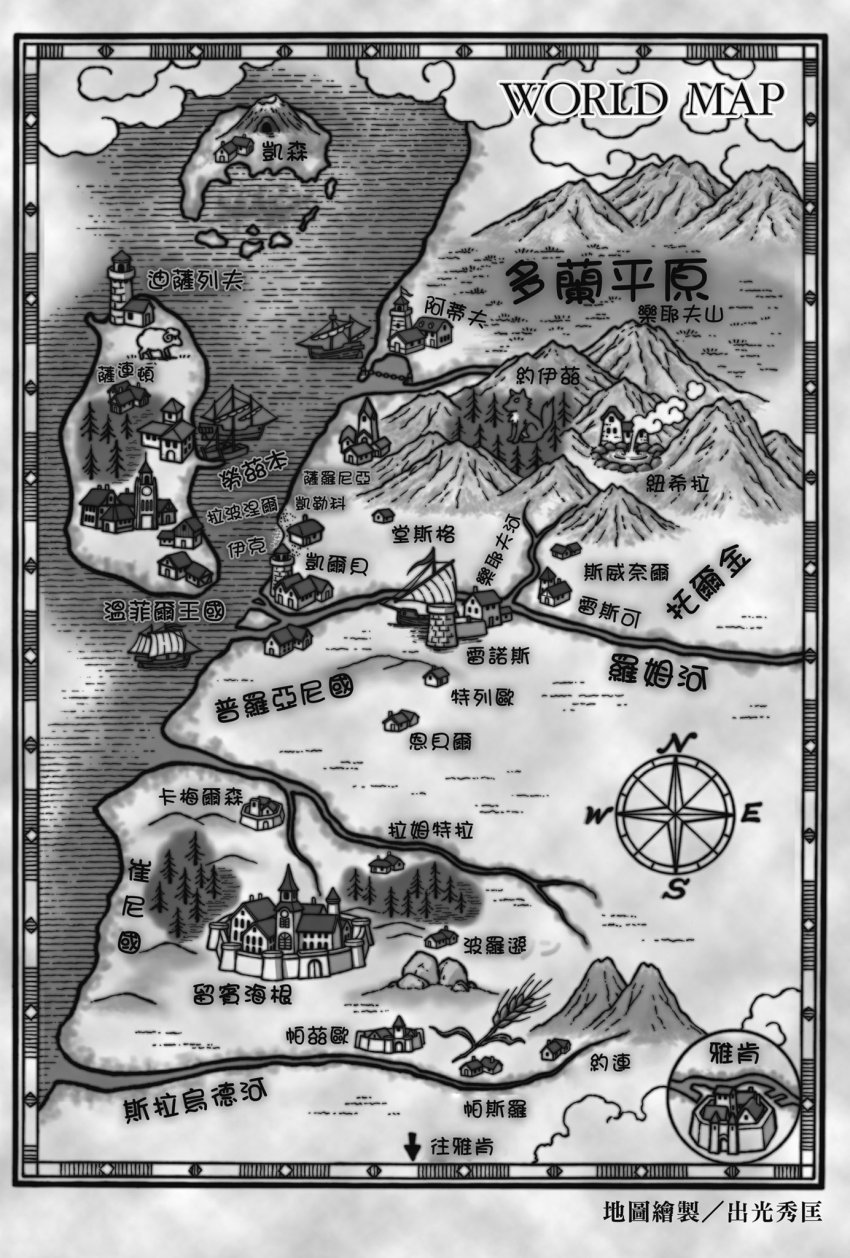 WORLD MAP
凱森
迪薩列夫
多蘭平原
樂耶夫山
阿蒂夫
薩連頓
約伊茲
勞茲本
薩羅尼亞
紐希拉
拉波涅爾
凱勒科
伊克
凱爾貝
堂斯格
樂耶夫河
斯威奈爾
托爾金
雷斯可
溫菲爾王國
雷諾斯
羅姆河
普羅亞尼國
特列歐
恩貝爾
N
W
E
S
卡梅爾森
拉姆特拉
崔尼國
波羅遜
留賓海根
帕茲歐
約連
雅肯
斯拉烏德河
帕斯羅
往雅肯
地圖繪製／出光秀匡